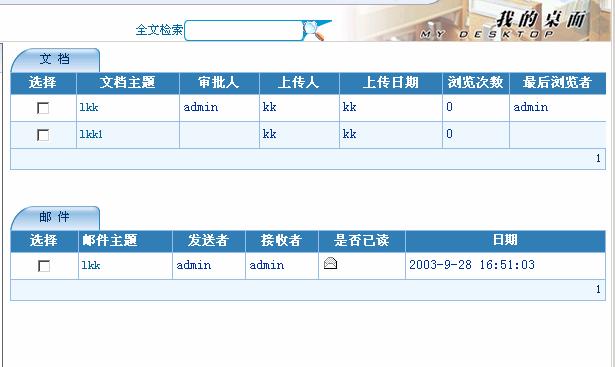 全文检索
我的桌面
MY DESKTOP
文 档
选择 文档主题 审批人 上传人 上传日期 浏览次数 最后浏览者
lkk admin kk kk 0 admin
lkk1 kk kk 0
1
邮 件
选择 邮件主题 发送者 接收者 是否已读 日期
lkk admin admin 2003-9-28 16:51:03
1